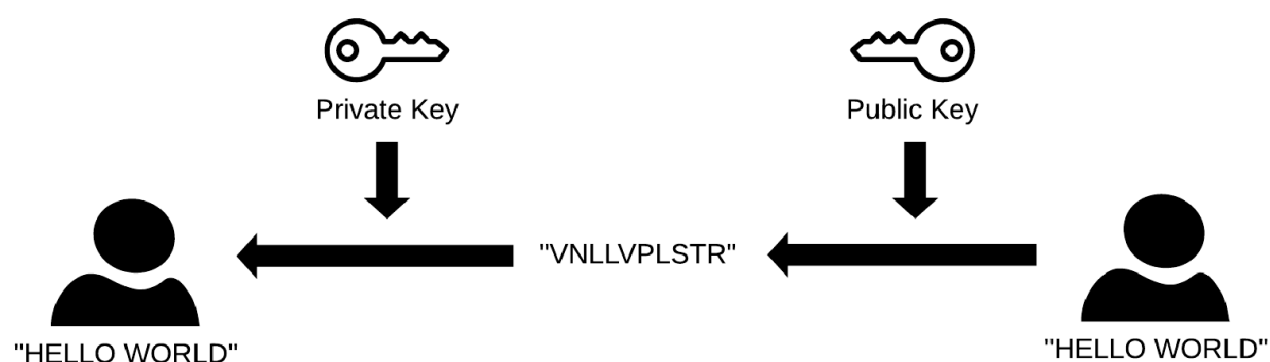 Private Key
Public Key
"VNLLVPLSTR"
"HELLO WORLD"
"HELLO WORLD"